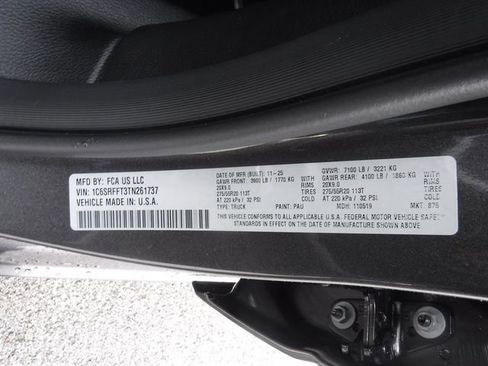 MFD BY: FCA US LLC
VIN: 1C6SRFFT3TN261737
VEHICLE MADE IN: U.S.A.
DATE OF MFR (BUILT): 11-25 GVWR: 7100 LB / 3221 KG
GAWR FRONT: 3900 LB / 1770 KG GAWR REAR: 4100 LB / 1860 KG
20X9.0 RIMS 20X9.0 RIMS
275/55R20 113T TIRES 275/55R20 113T TIRES
AT 220 kPa / 32 PSI COLD AT 220 kPa / 32 PSI COLD
TYPE: TRUCK PAINT: PAU MDH: 110519 MKT: 875
THIS VEHICLE CONFORMS TO ALL APPLICABLE U.S.A. FEDERAL MOTOR VEHICLE SAFETY
STANDARDS IN EFFECT ON THE DATE OF MANUFACTURE SHOWN ABOVE